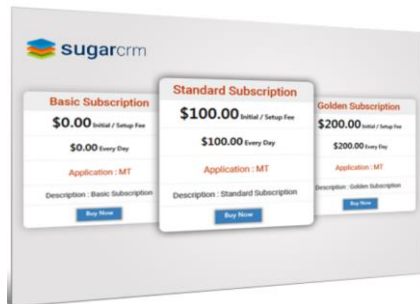 sugarcrm
Basic Subscription
$0.00 Initial / Setup Fee
$0.00 Every Day
Application : MT
Description : Basic Subscription
Buy Now
Standard Subscription
$100.00 Initial / Setup Fee
$100.00 Every Day
Application : MT
Description : Standard Subscription
Buy Now
Golden Subscription
$200.00 Initial / Setup Fee
$200.00 Every Day
Application : MT
Description : Golden Subscription
Buy Now